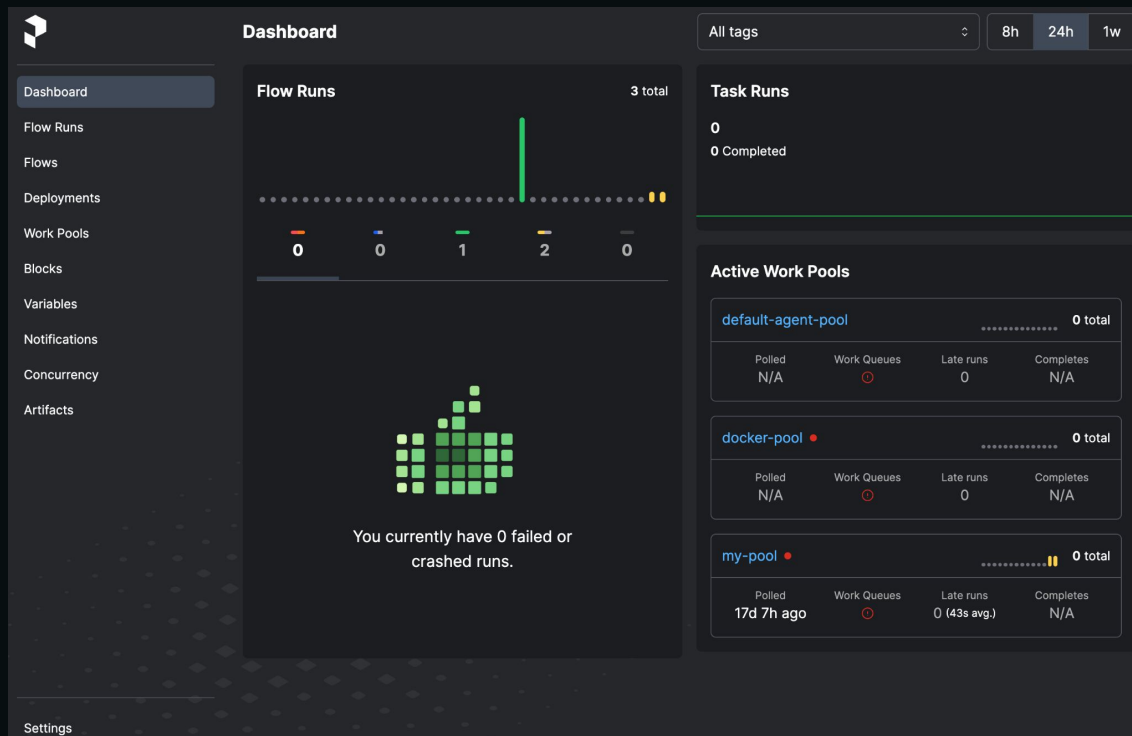 Dashboard
All tags
8h 24h 1w
Dashboard
Flow Runs
Flows
Deployments
Work Pools
Blocks
Variables
Notifications
Concurrency
Artifacts
Settings
Flow Runs 3 total
0 0 1 2 0
You currently have 0 failed or
crashed runs.
Task Runs
0
0 Completed
Active Work Pools
default-agent-pool 0 total
Polled Work Queues Late runs Completes
N/A 0 N/A
docker-pool 0 total
Polled Work Queues Late runs Completes
N/A 0 N/A
my-pool 0 total
Polled Work Queues Late runs Completes
17d 7h ago 0 (43s avg.) N/A